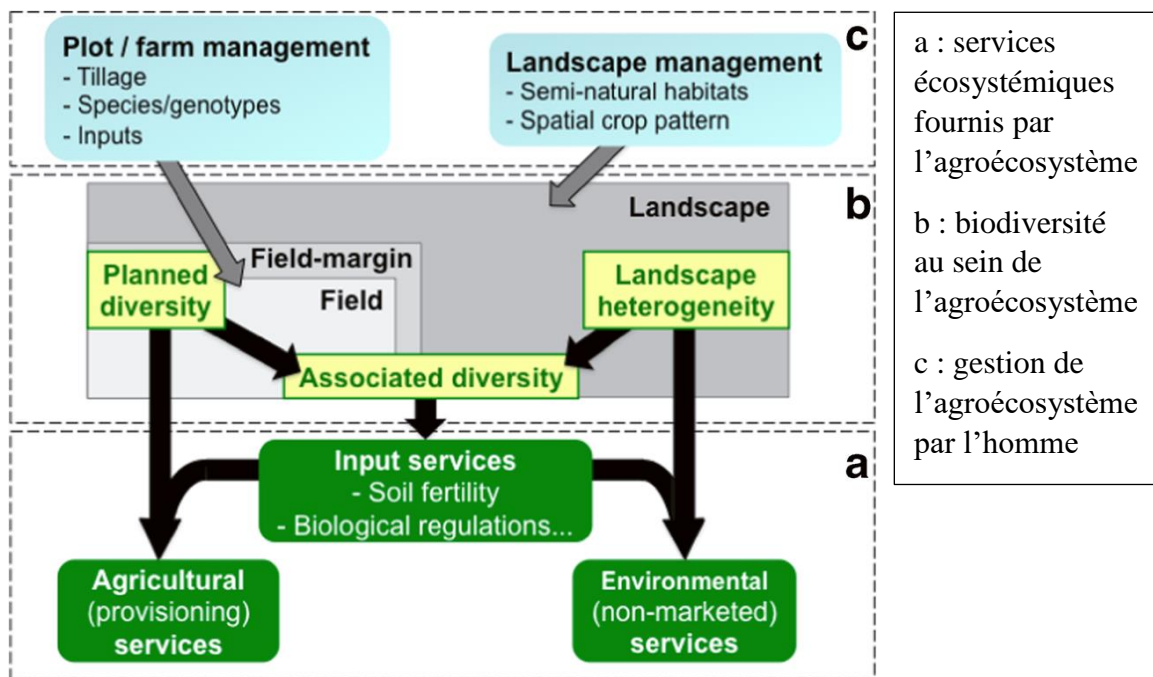 Plot / farm management
- Tillage
- Species/genotypes
- Inputs
Landscape management
- Semi-natural habitats
- Spatial crop pattern
c
b
Landscape
Field-margin
Field
Planned
diversity
Landscape
heterogeneity
Associated diversity
a
Input services
- Soil fertility
- Biological regulations...
Agricultural
(provisioning)
services
Environmental
(non-marketed)
services
a : services
écosystémiques
fournis par
l’agroécosystème
b : biodiversité
au sein de
l’agroécosystème
c : gestion de
l’agroécosystème
par l’homme